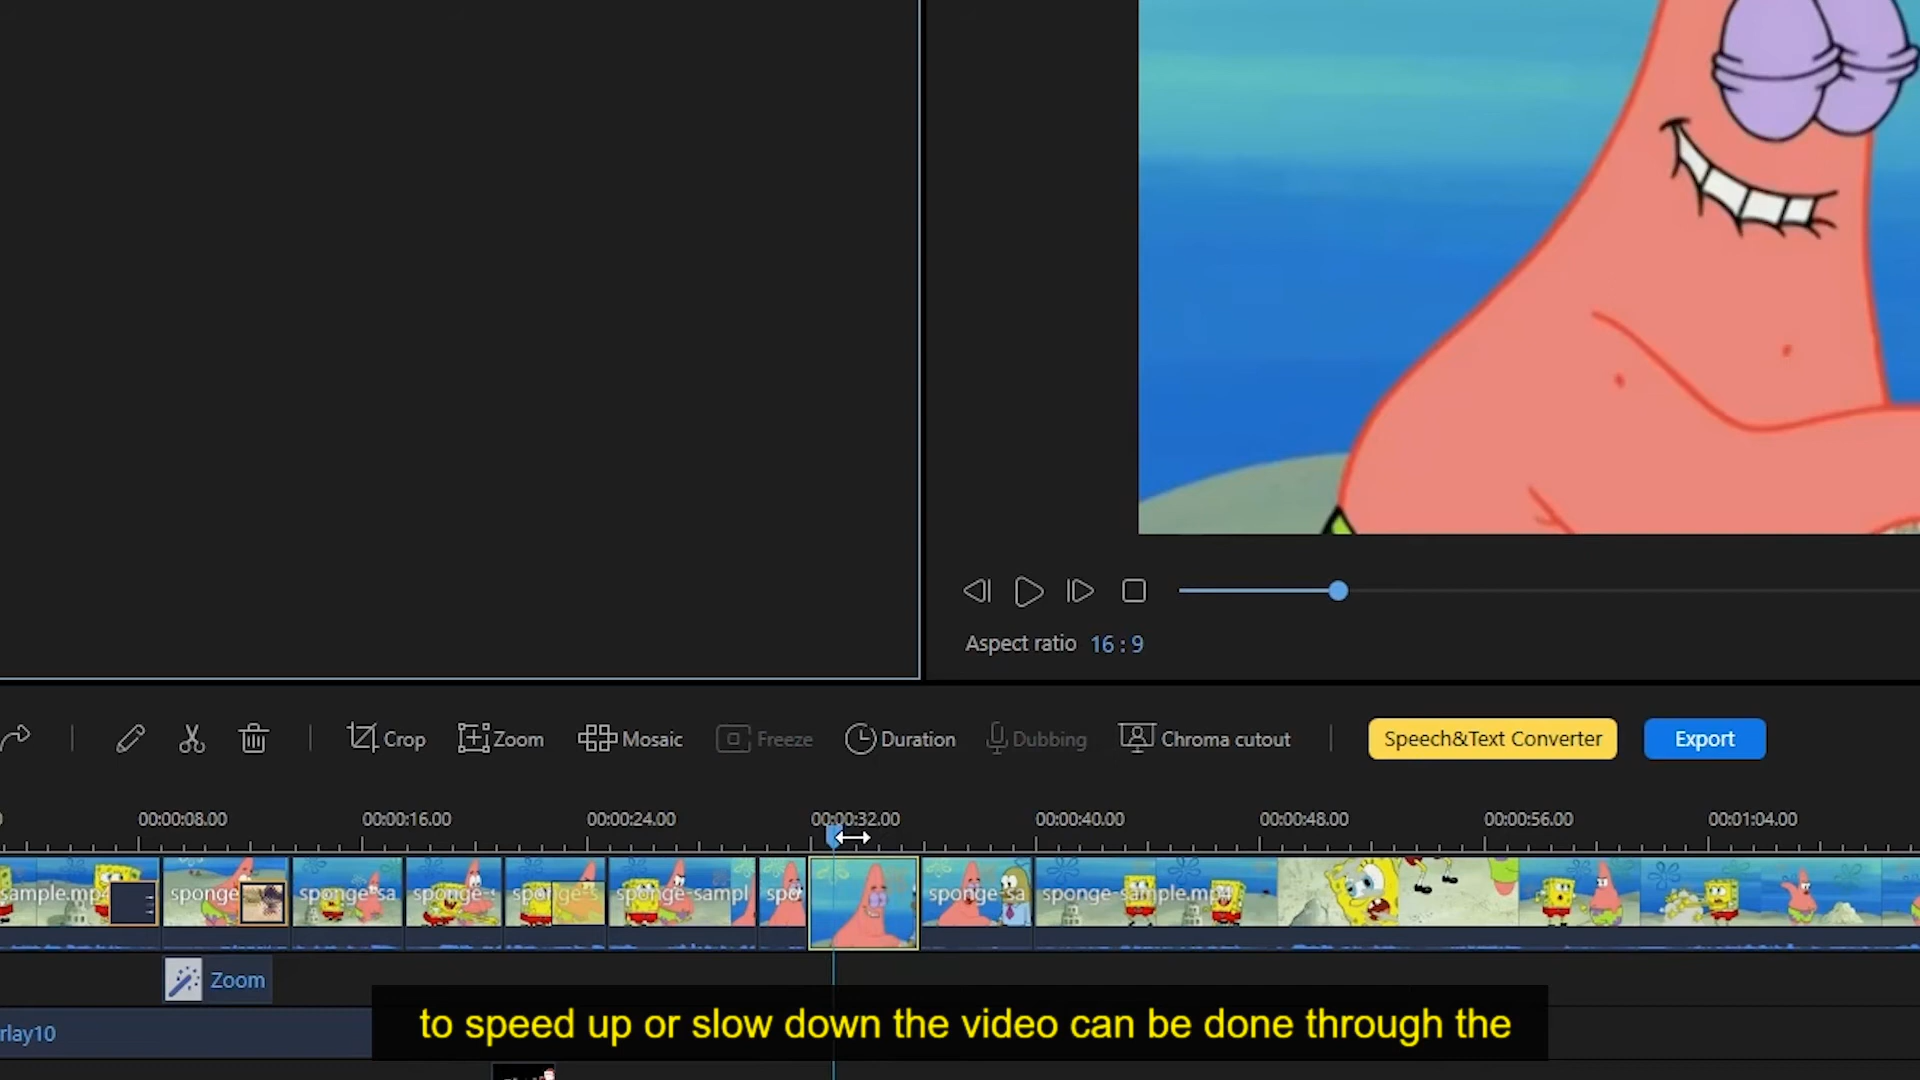 Aspect ratio 16 : 9
Crop Zoom Mosaic Freeze Duration Dubbing Chroma cutout Speech&Text Converter Export
00:00:08.00 00:00:16.00 00:00:24.00 00:00:32.00 00:00:40.00 00:00:48.00 00:00:56.00 00:01:04.00
sample.mp4 sponge sponge-sa sponge-s sponge-s sponge-sampl spo sponge-sa sponge-sample.mp4
Zoom
rlay10
to speed up or slow down the video can be done through the